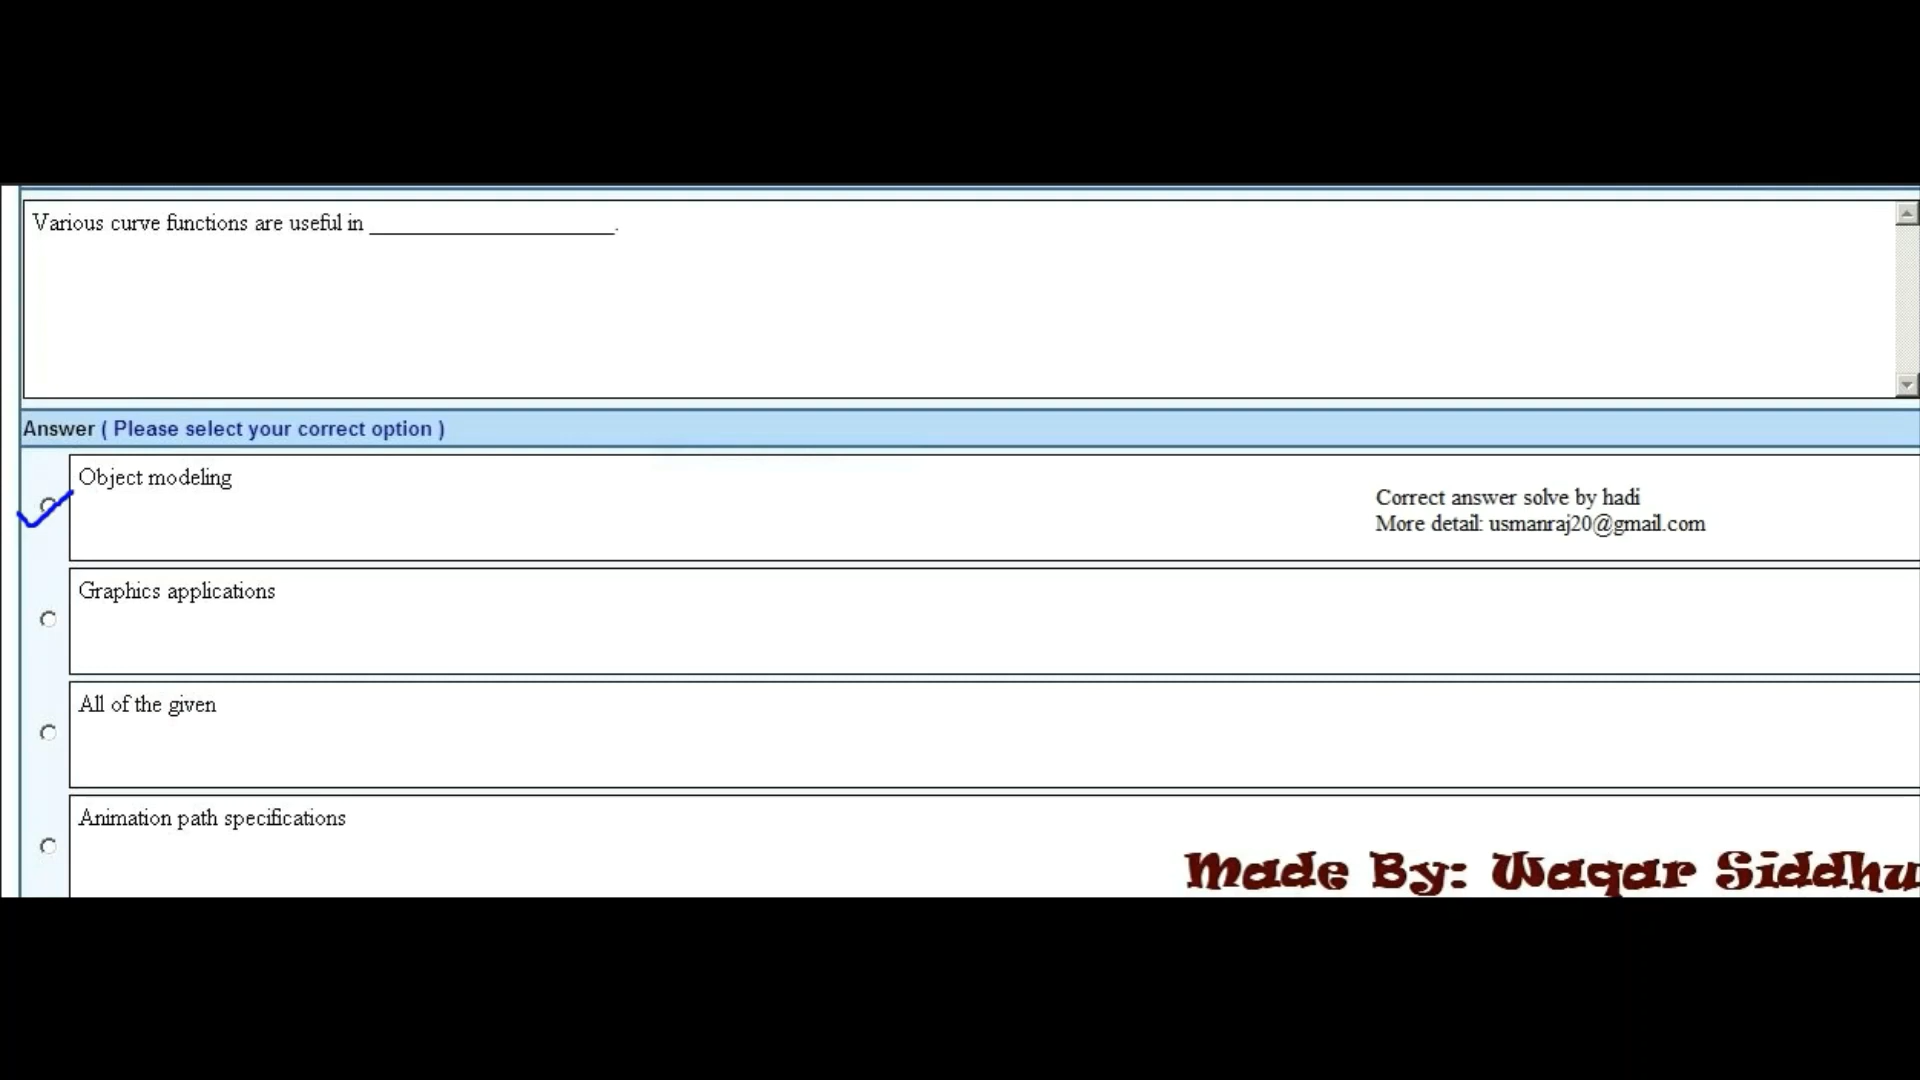 Various curve functions are useful in ______________________.
Answer ( Please select your correct option )
Object modeling
Correct answer solve by hadi
More detail: usmanraj20@gmail.com
Graphics applications
All of the given
Animation path specifications
Made By: Waqar Siddhu